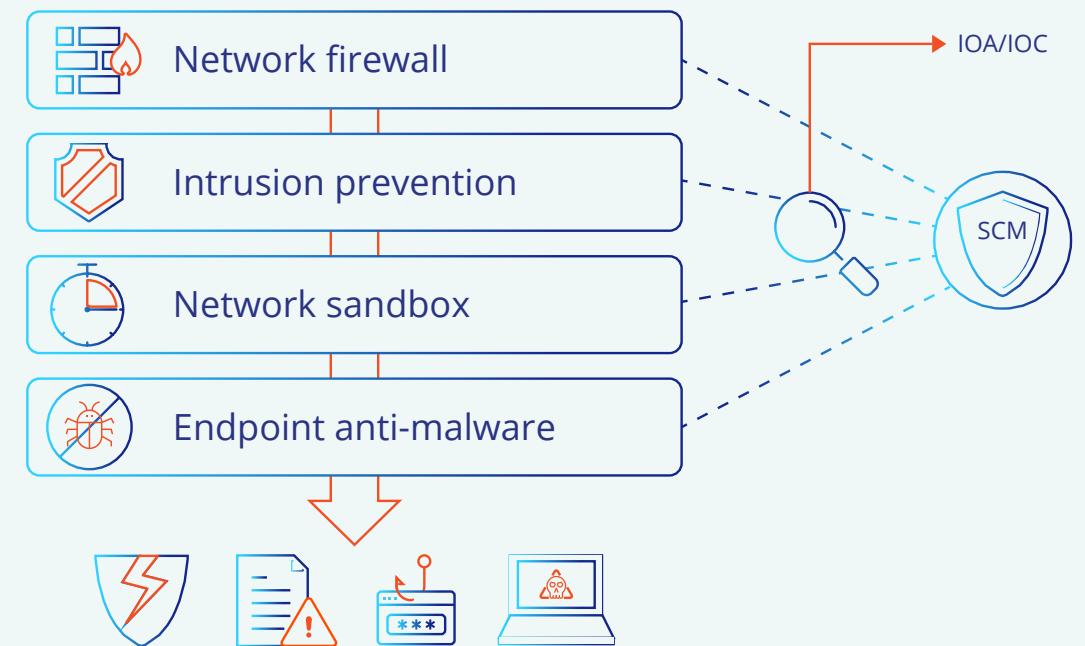 Network firewall
IOA/IOC
Intrusion prevention
SCM
Network sandbox
Endpoint anti-malware
***